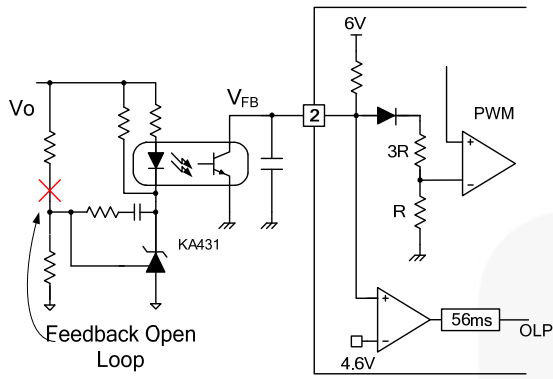 6V
Vo
VFB
2
PWM
3R
R
KA431
Feedback Open
Loop
56ms
OLP
4.6V